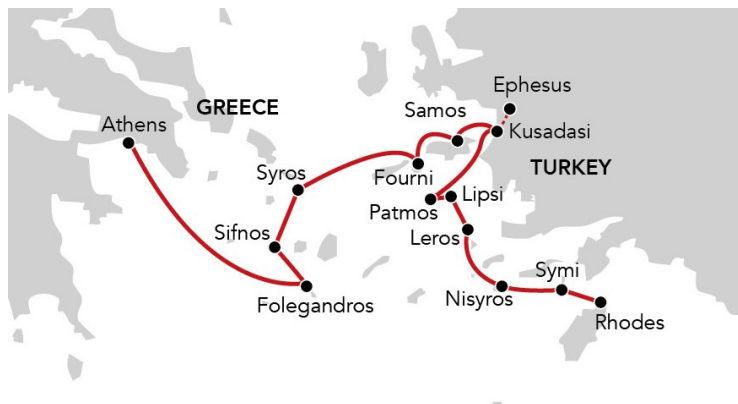 Ephesus
GREECE
Samos
Athens
Kusadasi
TURKEY
Syros
Fourni
Lipsi
Patmos
Sifnos
Leros
Symi
Nisyros
Folegandros
Rhodes